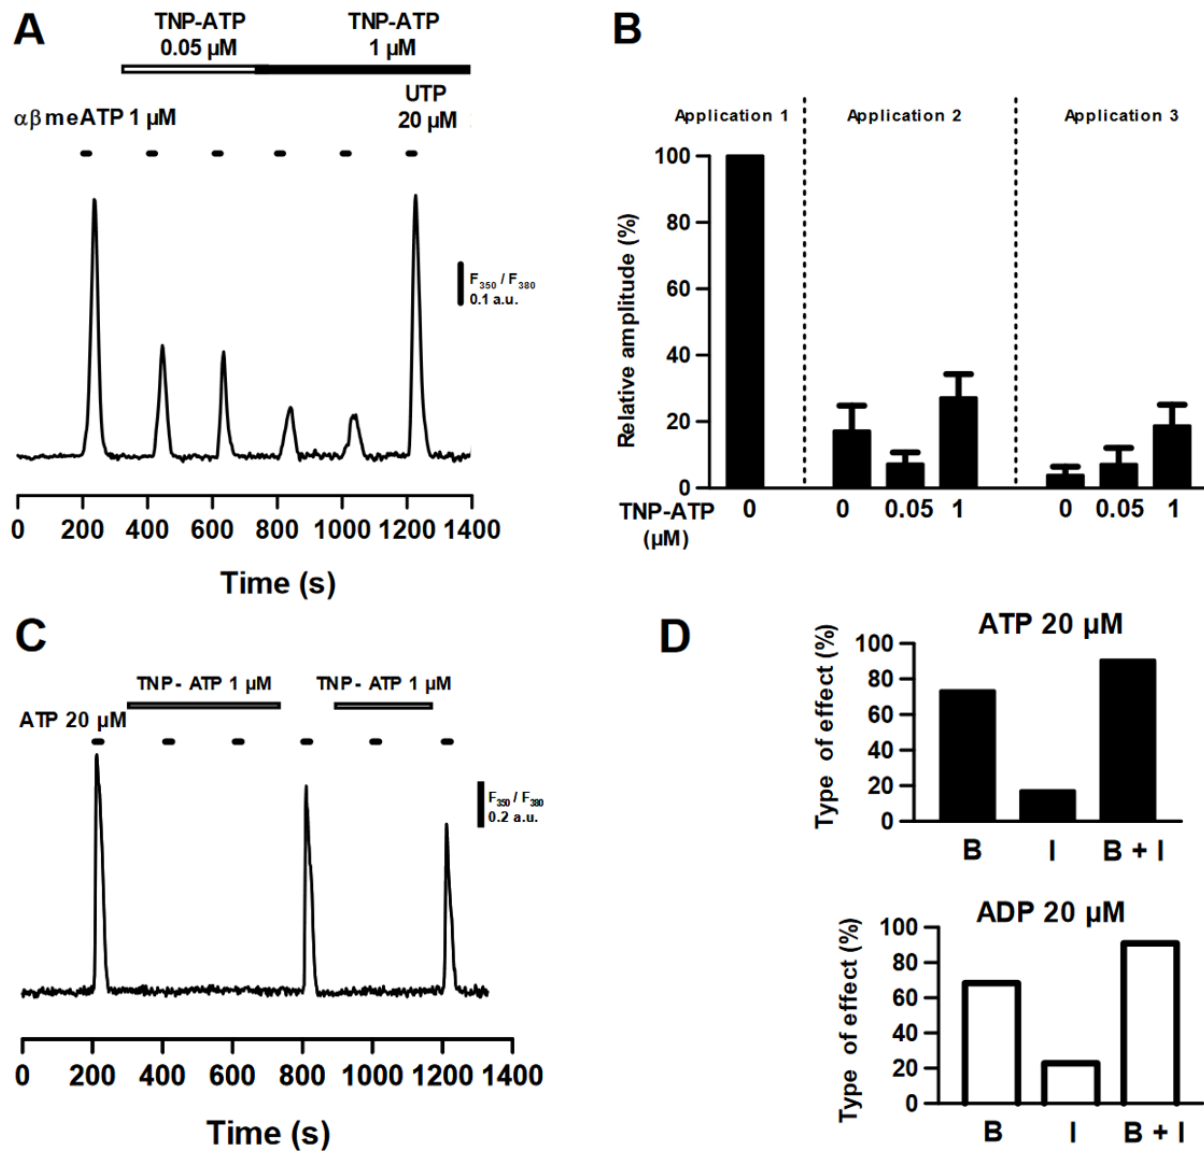 A
TNP-ATP
0.05 µM
TNP-ATP
1 µM
αβmeATP 1 µM
UTP
20 µM
F350 / F380
0.1 a.u.
0 200 400 600 800 1000 1200 1400
Time (s)
B
Application 1 Application 2 Application 3
Relative amplitude (%)
100
80
60
40
20
0
TNP-ATP
(µM)
0 0 0.05 1 0 0.05 1
C
TNP- ATP 1 µM TNP- ATP 1 µM
ATP 20 µM
F350 / F380
0.2 a.u.
0 200 400 600 800 1000 1200 1400
Time (s)
D
ATP 20 µM
Type of effect (%)
100
80
60
40
20
0
B I B + I
ADP 20 µM
Type of effect (%)
100
80
60
40
20
0
B I B + I